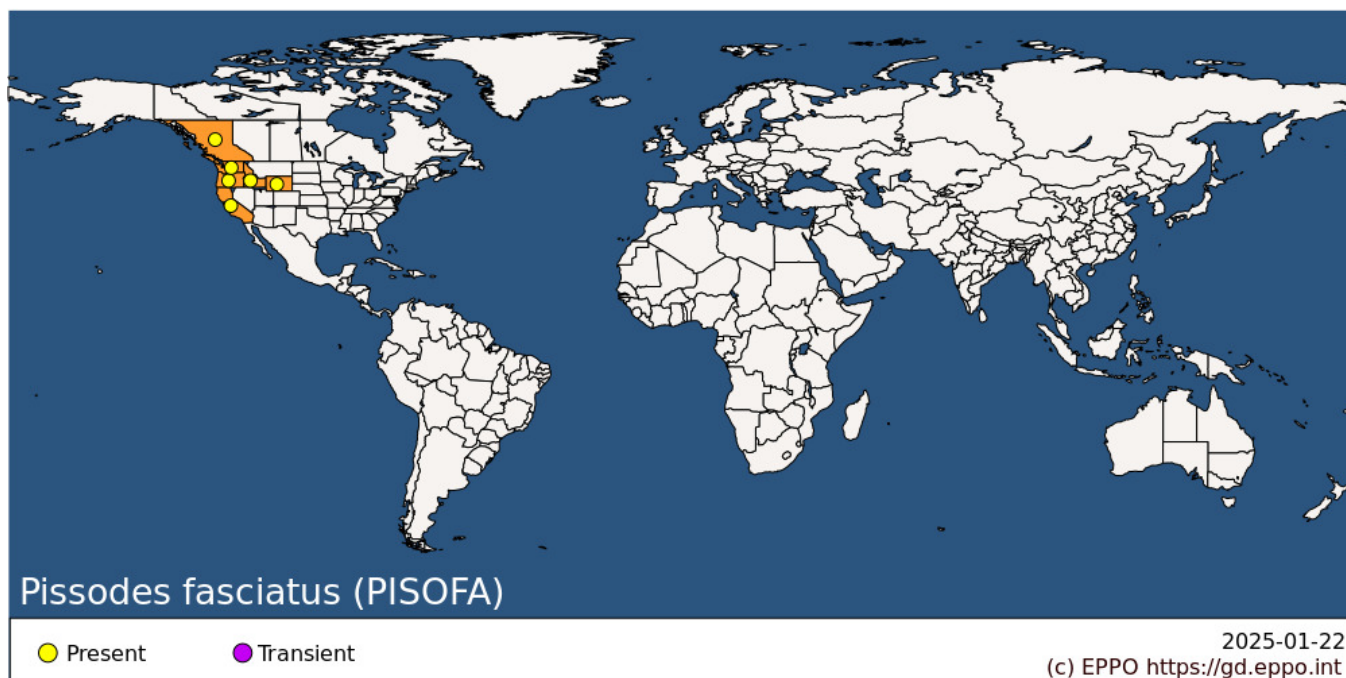 Pissodes fasciatus (PISOFA)
Present
Transient
2025-01-22
(c) EPPO https://gd.eppo.int